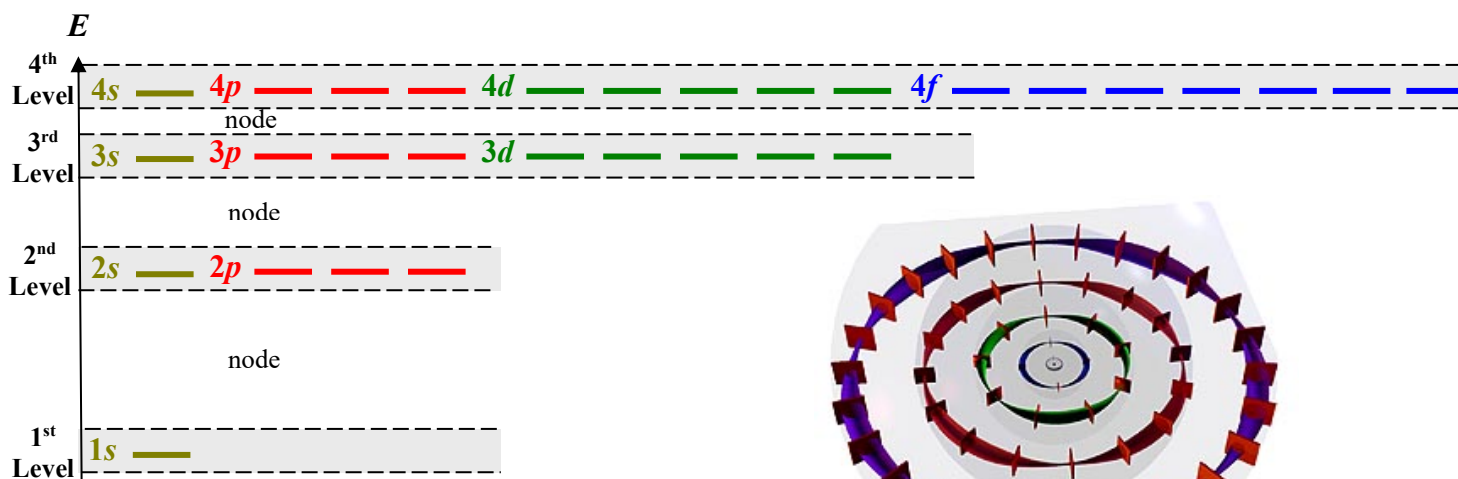 E
4th
Level
4s 4p 4d 4f
node
3rd
Level
3s 3p 3d
node
2nd
Level
2s 2p
node
1st
Level
1s